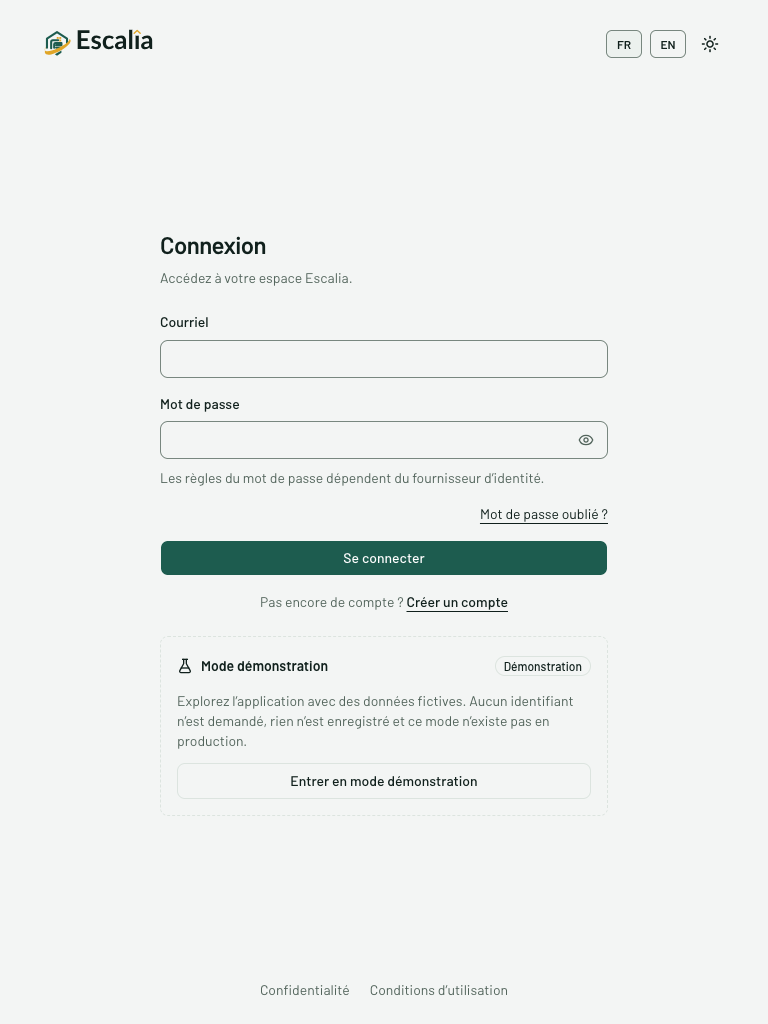 Escalia
FR
EN
Connexion
Accédez à votre espace Escalia.
Courriel
Mot de passe
Les règles du mot de passe dépendent du fournisseur d’identité.
Mot de passe oublié ?
Se connecter
Pas encore de compte ? Créer un compte
Mode démonstration
Démonstration
Explorez l’application avec des données fictives. Aucun identifiant
n’est demandé, rien n’est enregistré et ce mode n’existe pas en
production.
Entrer en mode démonstration
Confidentialité
Conditions d’utilisation